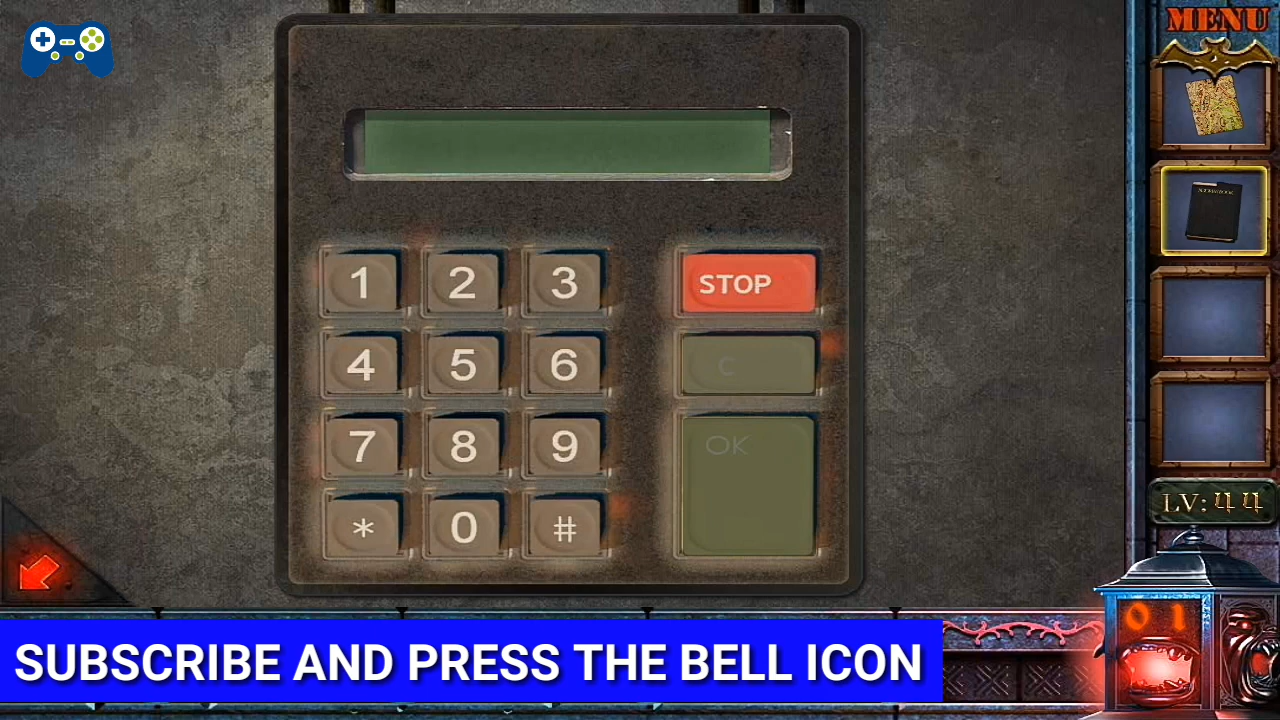 MENU
NOTEBOOK
1 2 3 STOP
4 5 6 C
7 8 9 OK
* 0 #
LV: 44
01
SUBSCRIBE AND PRESS THE BELL ICON